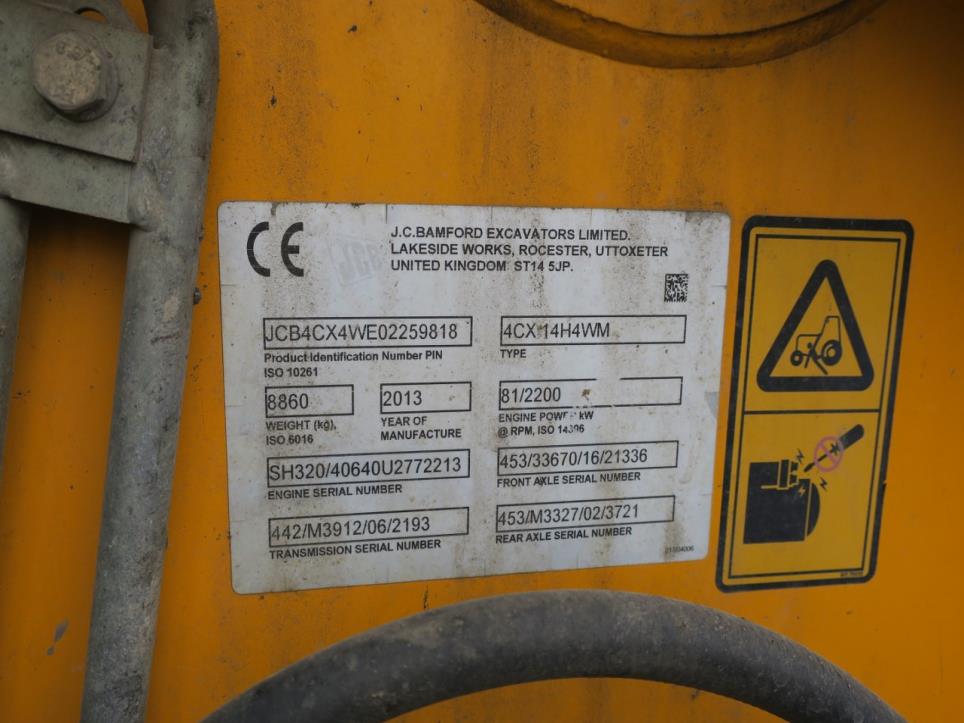 CE
J.C.BAMFORD EXCAVATORS LIMITED.
LAKESIDE WORKS, ROCESTER, UTTOXETER
UNITED KINGDOM ST14 5JP.
JCB4CX4WE02259818
Product Identification Number PIN
ISO 10261
4CX 14H4WM
TYPE
8860
WEIGHT (kg),
ISO 6016
2013
YEAR OF
MANUFACTURE
81/2200
ENGINE POWER kW
@ RPM, ISO 14396
SH320/40640U2772213
ENGINE SERIAL NUMBER
453/33670/16/21336
FRONT AXLE SERIAL NUMBER
442/M3912/06/2193
TRANSMISSION SERIAL NUMBER
453/M3327/02/3721
REAR AXLE SERIAL NUMBER